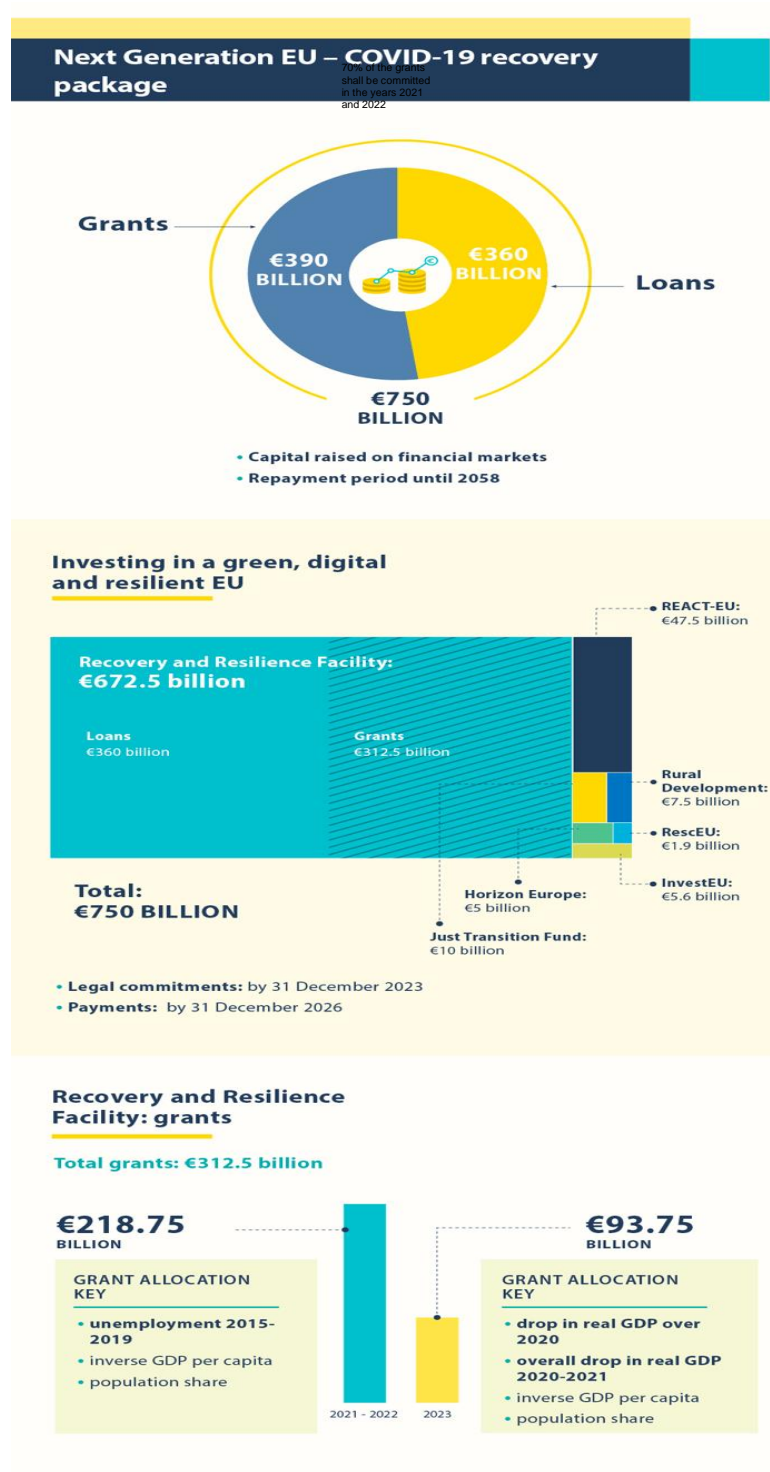 Next Generation EU – COVID-19 recovery
package
70% of the grants
shall be committed
in the years 2021
and 2022
Grants
€390
BILLION
€360
BILLION
Loans
€750
BILLION
• Capital raised on financial markets
• Repayment period until 2058
Investing in a green, digital
and resilient EU
REACT-EU:
€47.5 billion
Recovery and Resilience Facility:
€672.5 billion
Loans
€360 billion
Grants
€312.5 billion
Rural
Development:
€7.5 billion
RescEU:
€1.9 billion
InvestEU:
€5.6 billion
Horizon Europe:
€5 billion
Just Transition Fund:
€10 billion
Total:
€750 BILLION
• Legal commitments: by 31 December 2023
• Payments: by 31 December 2026
Recovery and Resilience
Facility: grants
Total grants: €312.5 billion
€218.75
BILLION
GRANT ALLOCATION
KEY
• unemployment 2015-
2019
• inverse GDP per capita
• population share
2021 - 2022
2023
€93.75
BILLION
GRANT ALLOCATION
KEY
• drop in real GDP over
2020
• overall drop in real GDP
2020-2021
• inverse GDP per capita
• population share